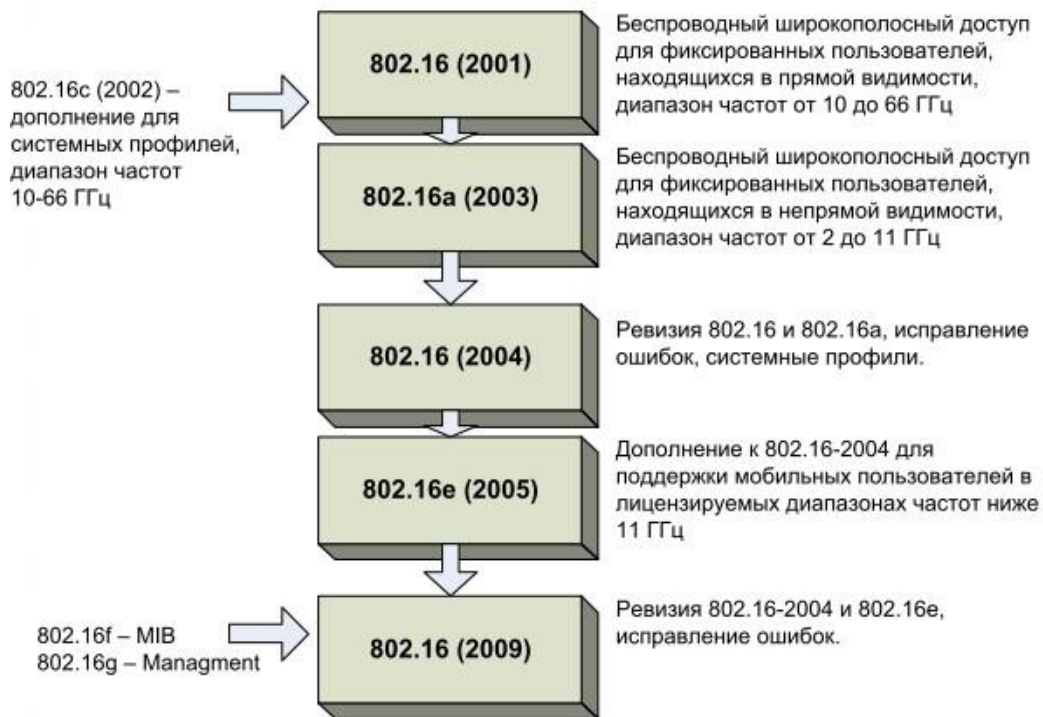 802.16 (2001)
Беспроводный широкополосный доступ
для фиксированных пользователей,
находящихся в прямой видимости,
диапазон частот от 10 до 66 ГГц
802.16c (2002) –
дополнение для
системных профилей,
диапазон частот
10-66 ГГц
802.16a (2003)
Беспроводный широкополосный доступ
для фиксированных пользователей,
находящихся в непрямой видимости,
диапазон частот от 2 до 11 ГГц
802.16 (2004)
Ревизия 802.16 и 802.16a, исправление
ошибок, системные профили.
802.16e (2005)
Дополнение к 802.16-2004 для
поддержки мобильных пользователей в
лицензируемых диапазонах частот ниже
11 ГГц
802.16f – MIB
802.16g – Managment
802.16 (2009)
Ревизия 802.16-2004 и 802.16e,
исправление ошибок.